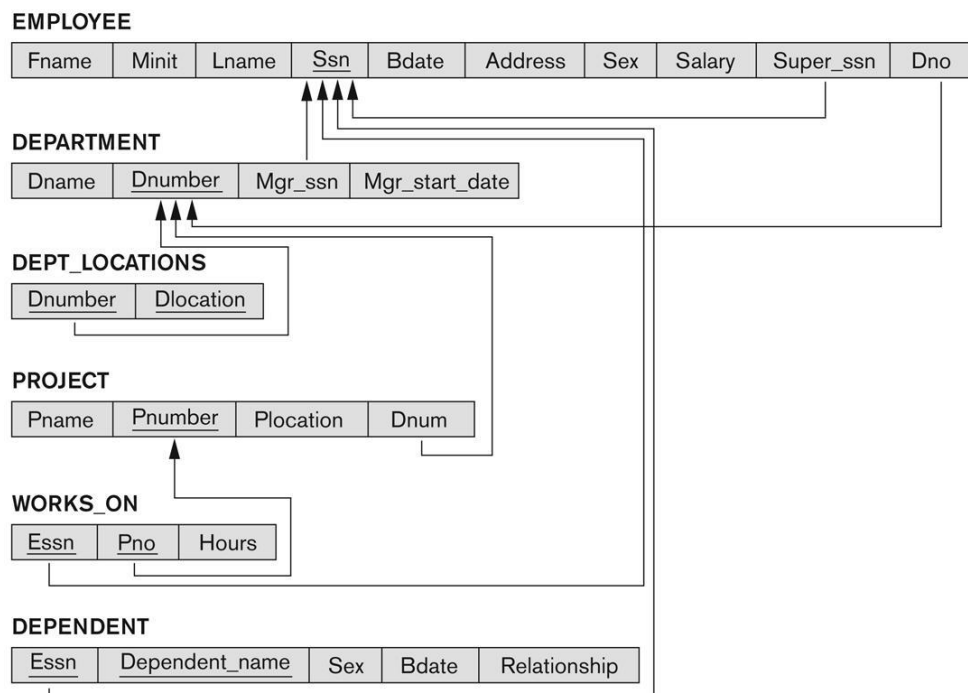 EMPLOYEE
Fname Minit Lname Ssn Bdate Address Sex Salary Super_ssn Dno
DEPARTMENT
Dname Dnumber Mgr_ssn Mgr_start_date
DEPT_LOCATIONS
Dnumber Dlocation
PROJECT
Pname Pnumber Plocation Dnum
WORKS_ON
Essn Pno Hours
DEPENDENT
Essn Dependent_name Sex Bdate Relationship